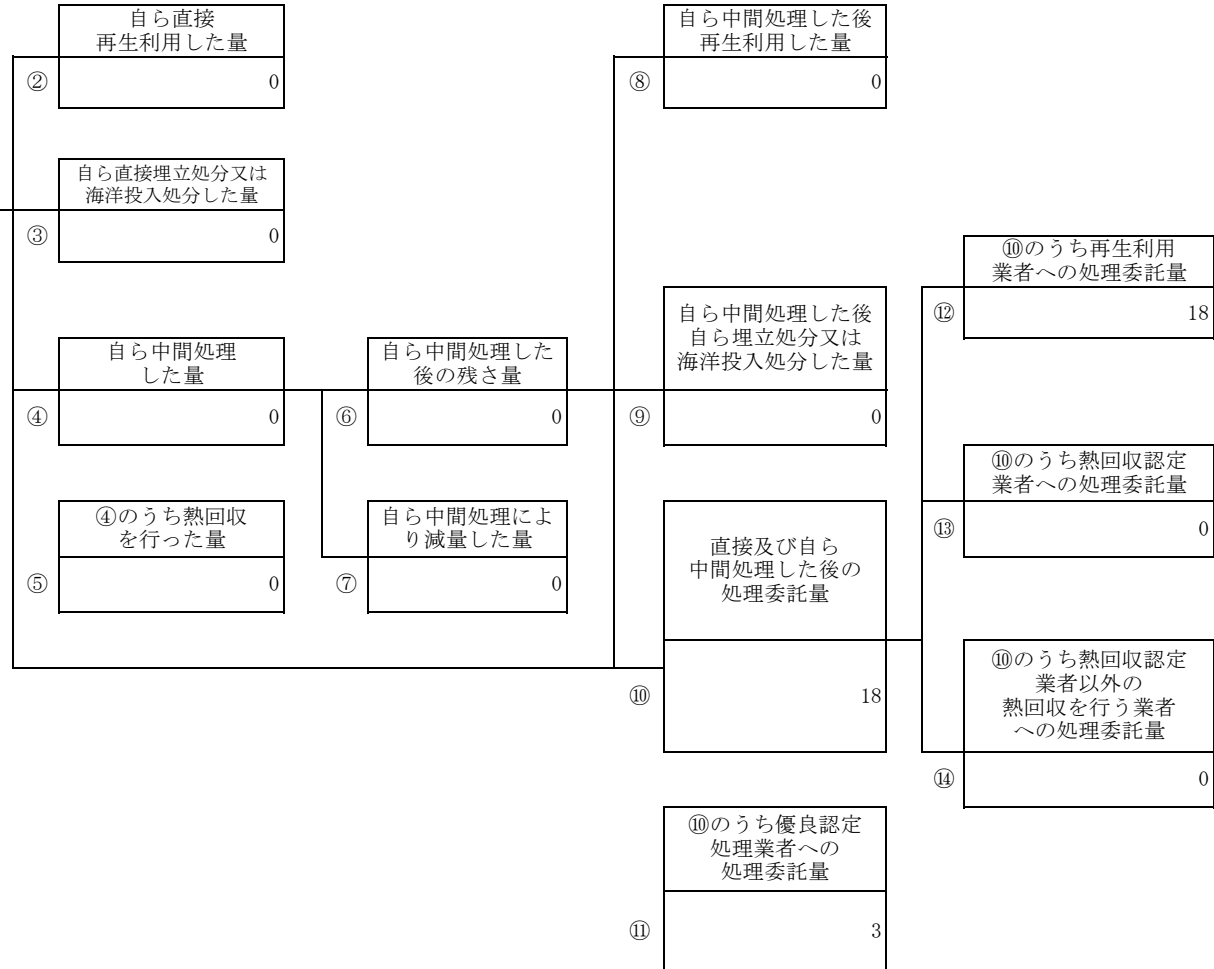 自ら直接
再生利用した量
② 0
自ら中間処理した後
再生利用した量
⑧ 0
自ら直接埋立処分又は
海洋投入処分した量
③ 0
⑩のうち再生利用
業者への処理委託量
⑫ 18
自ら中間処理
した量
④ 0
自ら中間処理した
後の残さ量
⑥ 0
自ら中間処理した後
自ら埋立処分又は
海洋投入処分した量
⑨ 0
⑩のうち熱回収認定
業者への処理委託量
⑬ 0
④のうち熱回収
を行った量
⑤ 0
自ら中間処理によ
り減量した量
⑦ 0
直接及び自ら
中間処理した後の
処理委託量
⑩ 18
⑩のうち熱回収認定
業者以外の
熱回収を行う業者
への処理委託量
⑭ 0
⑩のうち優良認定
処理業者への
処理委託量
⑪ 3